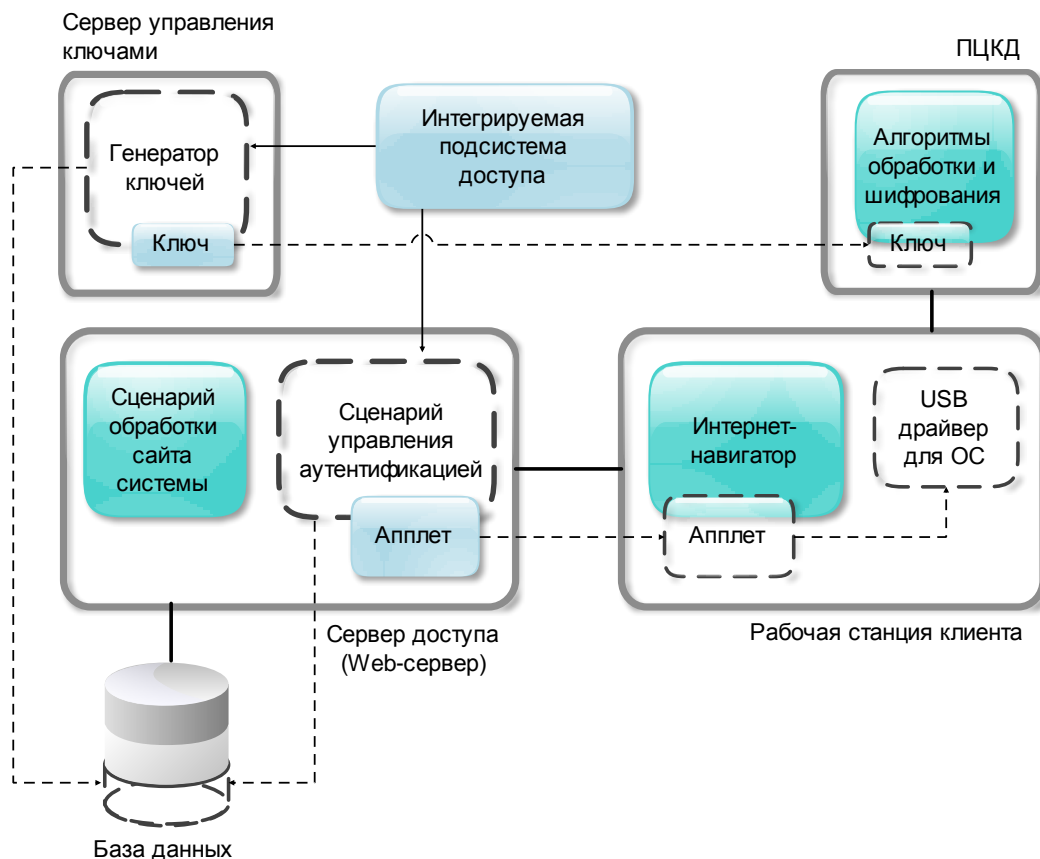 Сервер управления
ключами
ПЦКД
Генератор
ключей
Ключ
Интегрируемая
подсистема
доступа
Алгоритмы
обработки и
шифрования
Ключ
Сценарий
обработки
сайта
системы
Сценарий
управления
аутентификацией
Апплет
Интернет-
навигатор
Апплет
USB
драйвер
для ОС
Сервер доступа
(Web-сервер)
Рабочая станция клиента
База данных